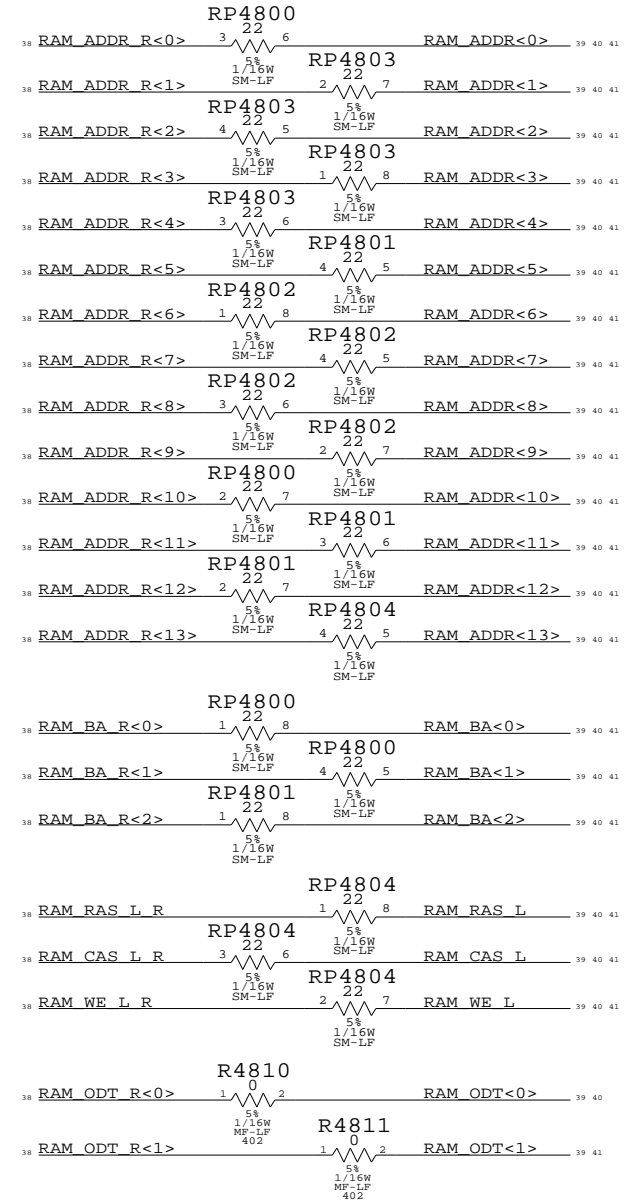 RP4800
22
38 RAM_ADDR_R<0> 3 6 RAM_ADDR<0> 39 40 41
5%
1/16W
SM-LF
RP4803
22
38 RAM_ADDR_R<1> 2 7 RAM_ADDR<1> 39 40 41
5%
1/16W
SM-LF
RP4803
22
38 RAM_ADDR_R<2> 4 5 RAM_ADDR<2> 39 40 41
5%
1/16W
SM-LF
RP4803
22
38 RAM_ADDR_R<3> 1 8 RAM_ADDR<3> 39 40 41
5%
1/16W
SM-LF
RP4803
22
38 RAM_ADDR_R<4> 3 6 RAM_ADDR<4> 39 40 41
5%
1/16W
SM-LF
RP4801
22
38 RAM_ADDR_R<5> 4 5 RAM_ADDR<5> 39 40 41
5%
1/16W
SM-LF
RP4802
22
38 RAM_ADDR_R<6> 1 8 RAM_ADDR<6> 39 40 41
5%
1/16W
SM-LF
RP4802
22
38 RAM_ADDR_R<7> 4 5 RAM_ADDR<7> 39 40 41
5%
1/16W
SM-LF
RP4802
22
38 RAM_ADDR_R<8> 3 6 RAM_ADDR<8> 39 40 41
5%
1/16W
SM-LF
RP4802
22
38 RAM_ADDR_R<9> 2 7 RAM_ADDR<9> 39 40 41
5%
1/16W
SM-LF
RP4800
22
38 RAM_ADDR_R<10> 2 7 RAM_ADDR<10> 39 40 41
5%
1/16W
SM-LF
RP4801
22
38 RAM_ADDR_R<11> 3 6 RAM_ADDR<11> 39 40 41
5%
1/16W
SM-LF
RP4801
22
38 RAM_ADDR_R<12> 2 7 RAM_ADDR<12> 39 40 41
5%
1/16W
SM-LF
RP4804
22
38 RAM_ADDR_R<13> 4 5 RAM_ADDR<13> 39 40 41
5%
1/16W
SM-LF
RP4800
22
38 RAM_BA_R<0> 1 8 RAM_BA<0> 39 40 41
5%
1/16W
SM-LF
RP4800
22
38 RAM_BA_R<1> 4 5 RAM_BA<1> 39 40 41
5%
1/16W
SM-LF
RP4801
22
38 RAM_BA_R<2> 1 8 RAM_BA<2> 39 40 41
5%
1/16W
SM-LF
RP4804
22
38 RAM_RAS_L_R 1 8 RAM_RAS_L 39 40 41
5%
1/16W
SM-LF
RP4804
22
38 RAM_CAS_L_R 3 6 RAM_CAS_L 39 40 41
5%
1/16W
SM-LF
RP4804
22
38 RAM_WE_L_R 2 7 RAM_WE_L 39 40 41
5%
1/16W
SM-LF
R4810
0
38 RAM_ODT_R<0> 1 2 RAM_ODT<0> 39 40
5%
1/16W
MF-LF
402
R4811
0
38 RAM_ODT_R<1> 1 2 RAM_ODT<1> 39 41
5%
1/16W
MF-LF
402